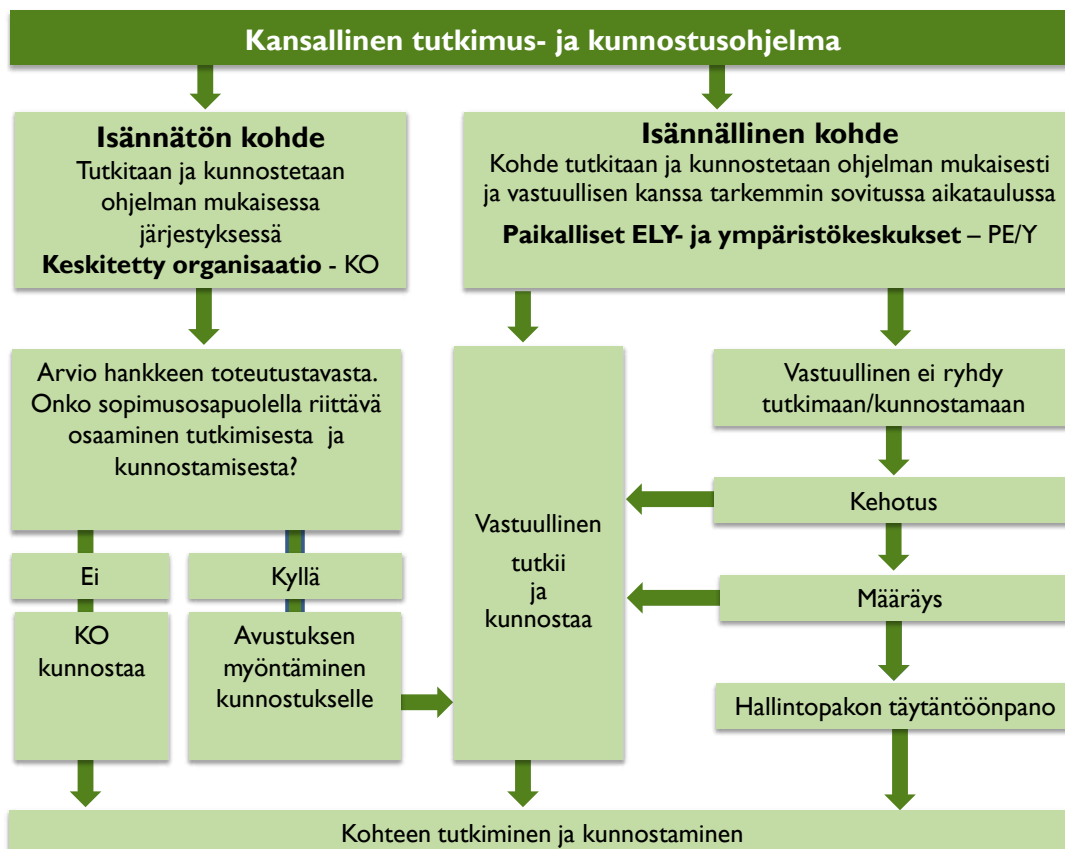 Kansallinen tutkimus- ja kunnostusohjelma
Isännätön kohde
Tutkitaan ja kunnostetaan
ohjelman mukaisessa
järjestyksessä
Keskitetty organisaatio - KO
Isännällinen kohde
Kohde tutkitaan ja kunnostetaan ohjelman mukaisesti
ja vastuullisen kanssa tarkemmin sovitussa aikataulussa
Paikalliset ELY- ja ympäristökeskukset – PE/Y
Arvio hankkeen toteutustavasta.
Onko sopimusosapuolella riittävä
osaaminen tutkimisesta ja
kunnostamisesta?
Ei
Kyllä
KO
kunnostaa
Avustuksen
myöntäminen
kunnostukselle
Vastuullinen
tutkii
ja
kunnostaa
Vastuullinen ei ryhdy
tutkimaan/kunnostamaan
Kehotus
Määräys
Hallintopakon täytäntöönpano
Kohteen tutkiminen ja kunnostaminen